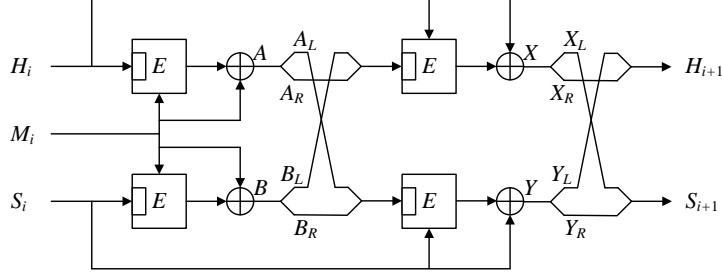 A A_L X X_L
H_i E E H_{i+1}
A_R X_R
M_i
B_L Y_L
B Y
S_i E E S_{i+1}
B_R Y_R